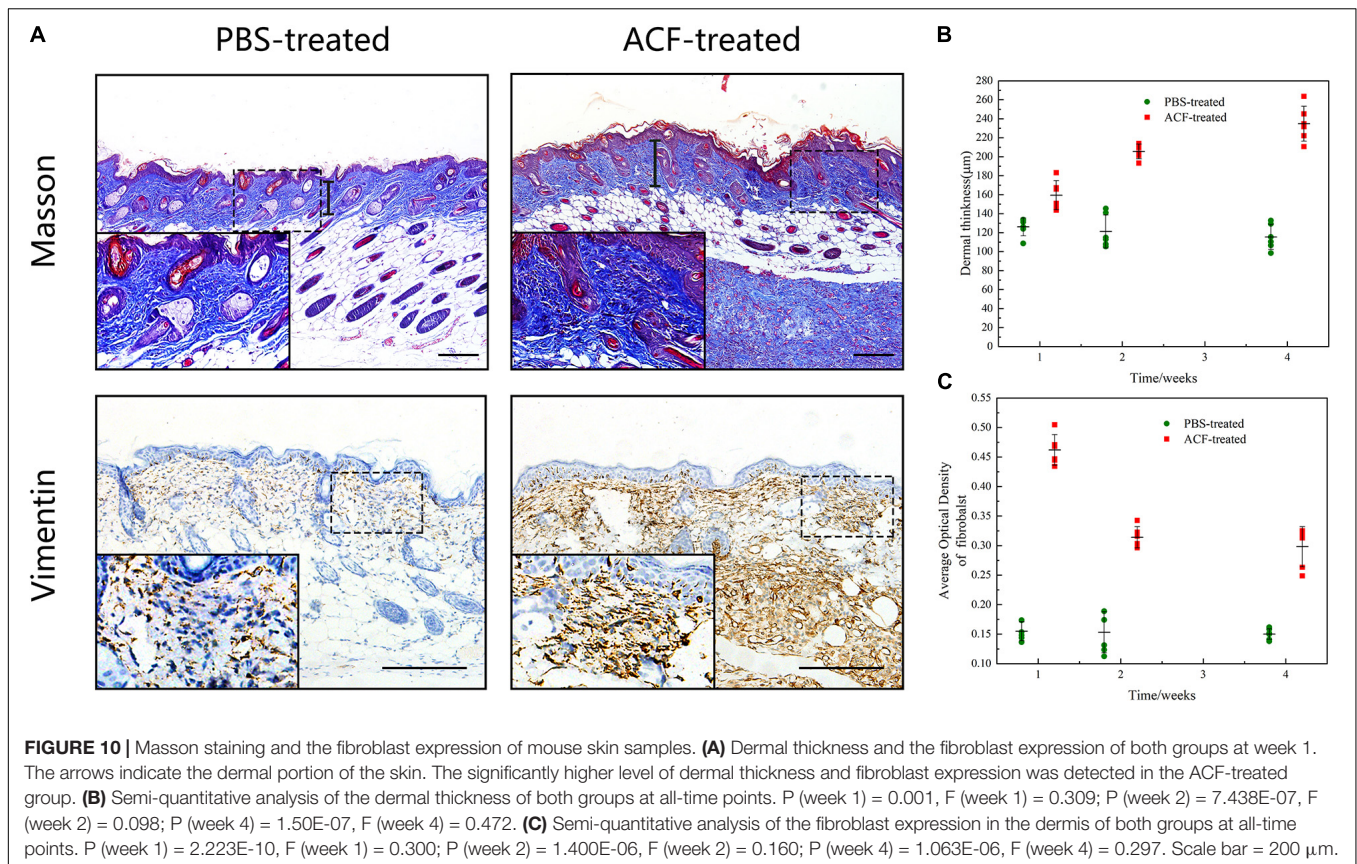 A
PBS-treated
ACF-treated
Masson
Vimentin
B
280
260
240
220
200
180
160
140
120
100
80
60
40
20
0
Dermal thinkness(μm)
PBS-treated
ACF-treated
1
2
3
4
Time/weeks
C
0.55
0.50
0.45
0.40
0.35
0.30
0.25
0.20
0.15
0.10
Average Optical Density
of fibrobalst
PBS-treated
ACF-treated
1
2
3
4
Time/weeks
FIGURE 10 | Masson staining and the fibroblast expression of mouse skin samples. (A) Dermal thickness and the fibroblast expression of both groups at week 1.
The arrows indicate the dermal portion of the skin. The significantly higher level of dermal thickness and fibroblast expression was detected in the ACF-treated
group. (B) Semi-quantitative analysis of the dermal thickness of both groups at all-time points. P (week 1) = 0.001, F (week 1) = 0.309; P (week 2) = 7.438E-07, F
(week 2) = 0.098; P (week 4) = 1.50E-07, F (week 4) = 0.472. (C) Semi-quantitative analysis of the fibroblast expression in the dermis of both groups at all-time
points. P (week 1) = 2.223E-10, F (week 1) = 0.300; P (week 2) = 1.400E-06, F (week 2) = 0.160; P (week 4) = 1.063E-06, F (week 4) = 0.297. Scale bar = 200 μm.